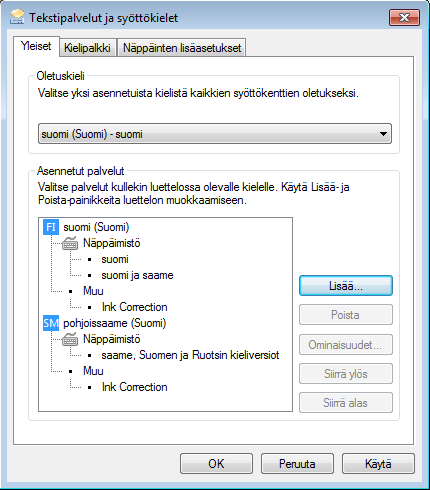 Tekstipalvelut ja syöttökielet
Yleiset Kielipalkki Näppäinten lisäasetukset
Oletuskieli
Valitse yksi asennetuista kielistä kaikkien syöttökenttien oletukseksi.
suomi (Suomi) - suomi
Asennetut palvelut
Valitse palvelut kullekin luettelossa olevalle kielelle. Käytä Lisää- ja
Poista-painikkeita luettelon muokkaamiseen.
FI suomi (Suomi)
Näppäimistö
suomi
suomi ja saame
Muu
Ink Correction
SM pohjoissaame (Suomi)
Näppäimistö
saame, Suomen ja Ruotsin kieliversiot
Muu
Ink Correction
Lisää...
Poista
Ominaisuudet...
Siirrä ylös
Siirrä alas
OK Peruuta Käytä